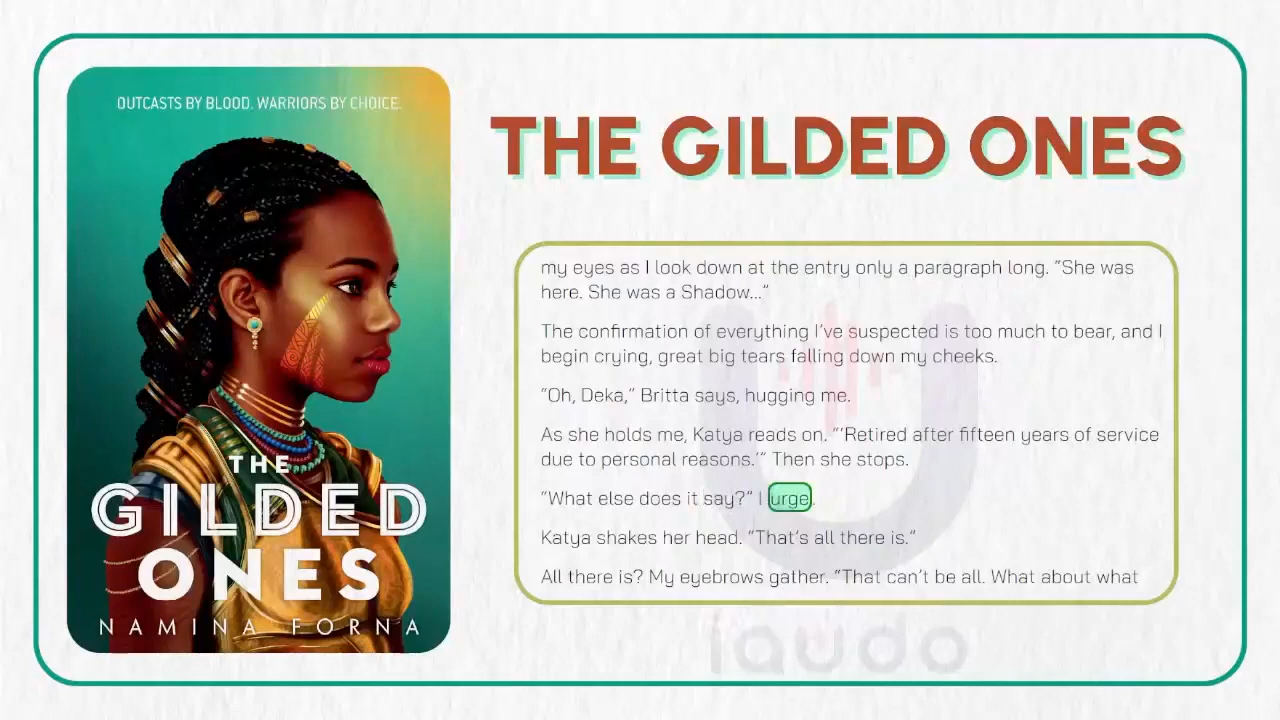 OUTCASTS BY BLOOD. WARRIORS BY CHOICE.
THE
GILDED
ONES
NAMINA FORNA
THE GILDED ONES
my eyes as I look down at the entry only a paragraph long. “She was
here. She was a Shadow...”
The confirmation of everything I’ve suspected is too much to bear, and I
begin crying, great big tears falling down my cheeks.
“Oh, Deka,” Britta says, hugging me.
As she holds me, Katya reads on. “‘Retired after fifteen years of service
due to personal reasons.’” Then she stops.
“What else does it say?” I urge.
Katya shakes her head. “That’s all there is.”
All there is? My eyebrows gather. “That can’t be all. What about what
iaudo